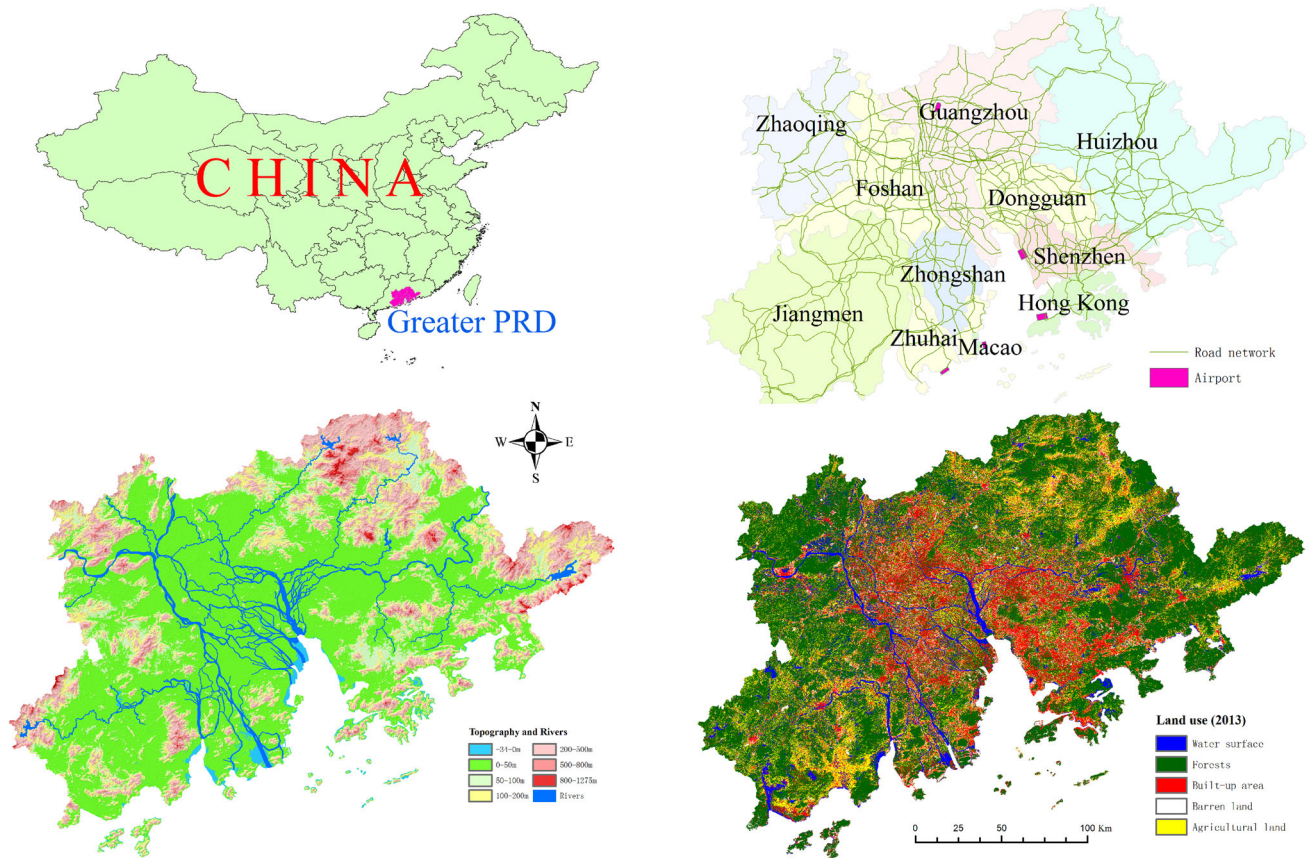 CHINA
Greater PRD
Zhaoqing
Guangzhou
Huizhou
Foshan
Dongguan
Shenzhen
Zhongshan
Hong Kong
Jiangmen
Zhuhai
Macao
Road network
Airport
N
W E
S
Topography and Rivers
-34-0m 200-500m
0-50m 500-800m
50-100m 800-1275m
100-200m Rivers
Land use (2013)
Water surface
Forests
Built-up area
Barren land
Agricultural land
0 25 50 100 Km